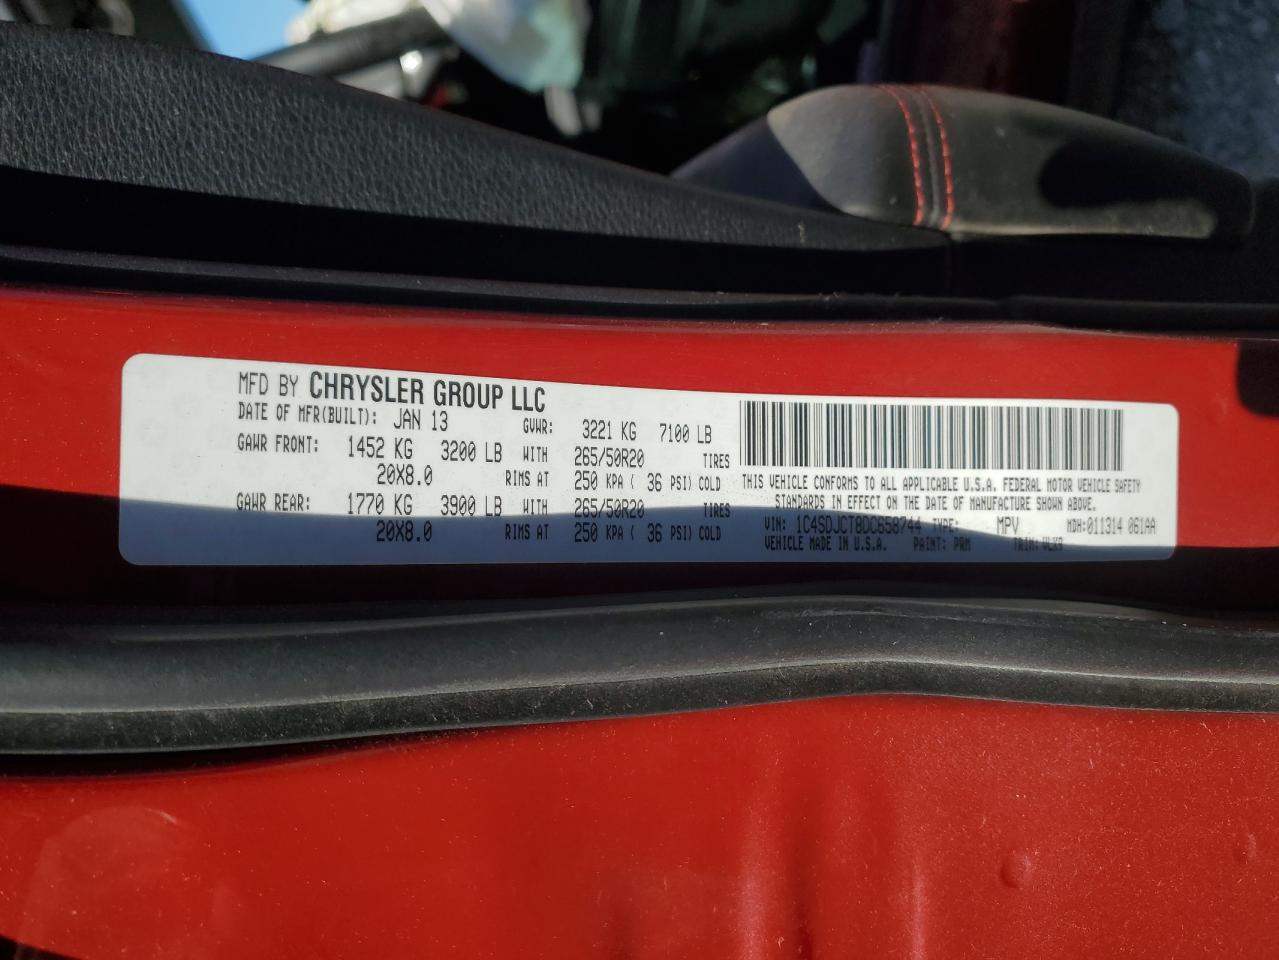 MFD BY CHRYSLER GROUP LLC
DATE OF MFR(BUILT): JAN 13 GVWR: 3221 KG 7100 LB
GAWR FRONT: 1452 KG 3200 LB WITH 265/50R20 TIRES
20X8.0 RIMS AT 250 KPA ( 36 PSI) COLD
GAWR REAR: 1770 KG 3900 LB WITH 265/50R20 TIRES
20X8.0 RIMS AT 250 KPA ( 36 PSI) COLD
THIS VEHICLE CONFORMS TO ALL APPLICABLE U.S.A. FEDERAL MOTOR VEHICLE SAFETY
STANDARDS IN EFFECT ON THE DATE OF MANUFACTURE SHOWN ABOVE.
VIN: 1C4SDJCT8DC658744 TYPE: MPV MDH:011314 061AA
VEHICLE MADE IN U.S.A. PAINT: PRM TRIM: VLX9